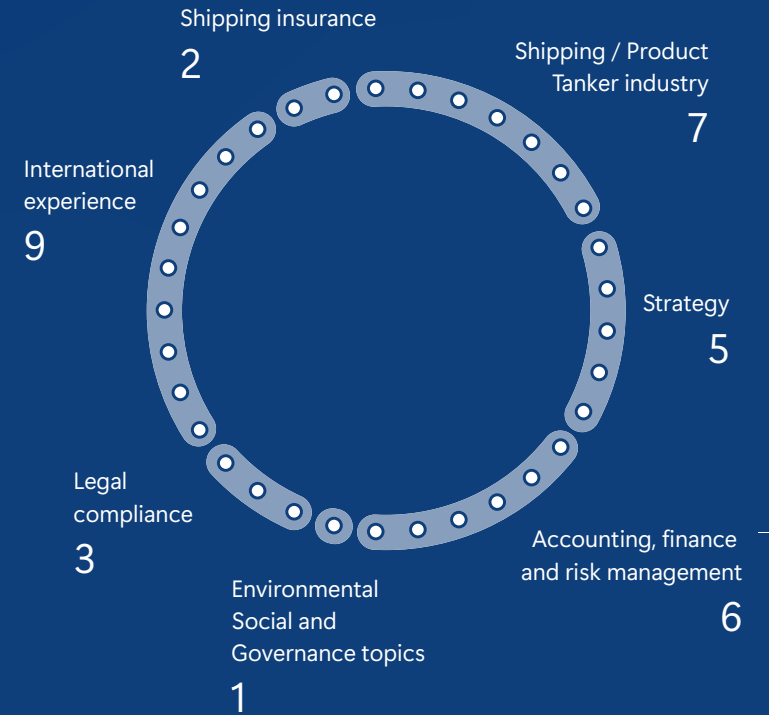 Shipping insurance
2
Shipping / Product
Tanker industry
7
International
experience
9
Strategy
5
Legal
compliance
3
Accounting, finance
and risk management
6
Environmental
Social and
Governance topics
1